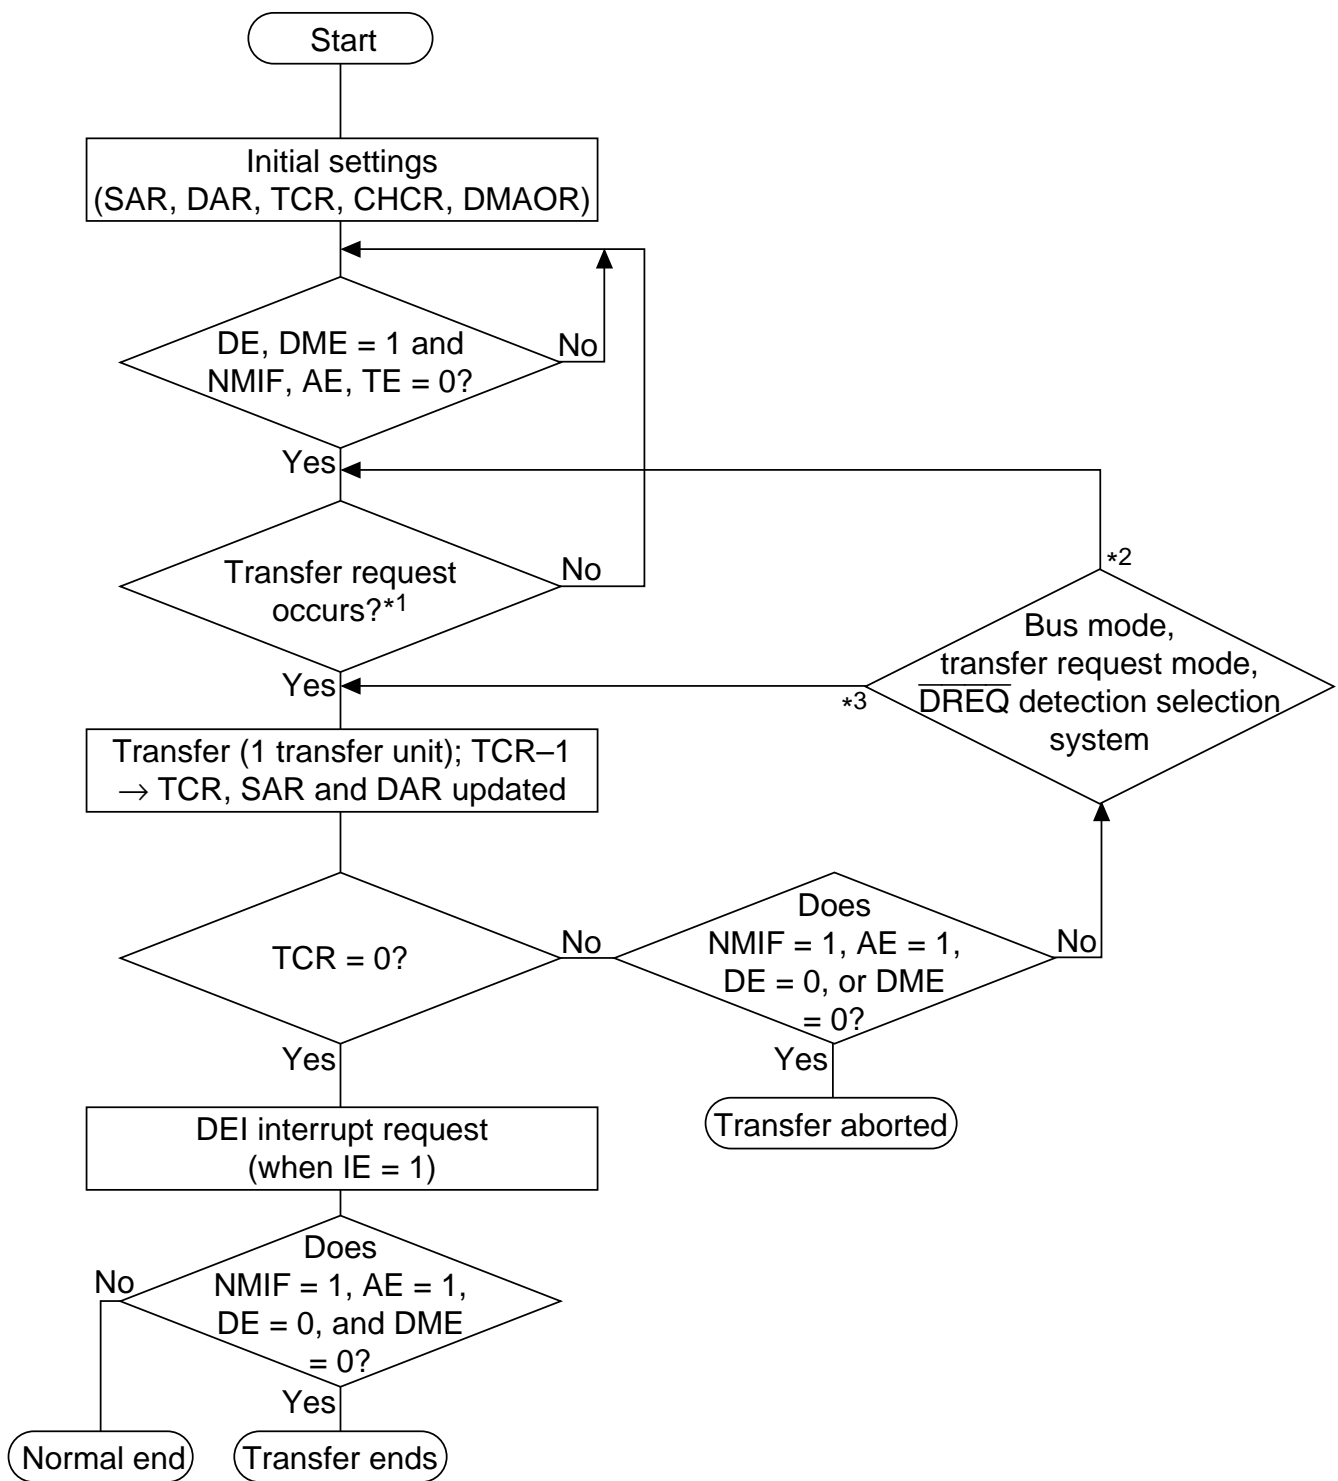 Start
Initial settings
(SAR, DAR, TCR, CHCR, DMAOR)
DE, DME = 1 and
NMIF, AE, TE = 0?
No
Yes
Transfer request
occurs?*1
No
Yes
*2
Bus mode,
transfer request mode,
DREQ detection selection
system
*3
Transfer (1 transfer unit); TCR–1
→ TCR, SAR and DAR updated
TCR = 0?
No
Does
NMIF = 1, AE = 1,
DE = 0, or DME
= 0?
No
Yes
Yes
Transfer aborted
DEI interrupt request
(when IE = 1)
Does
NMIF = 1, AE = 1,
DE = 0, and DME
= 0?
No
Yes
Normal end
Transfer ends